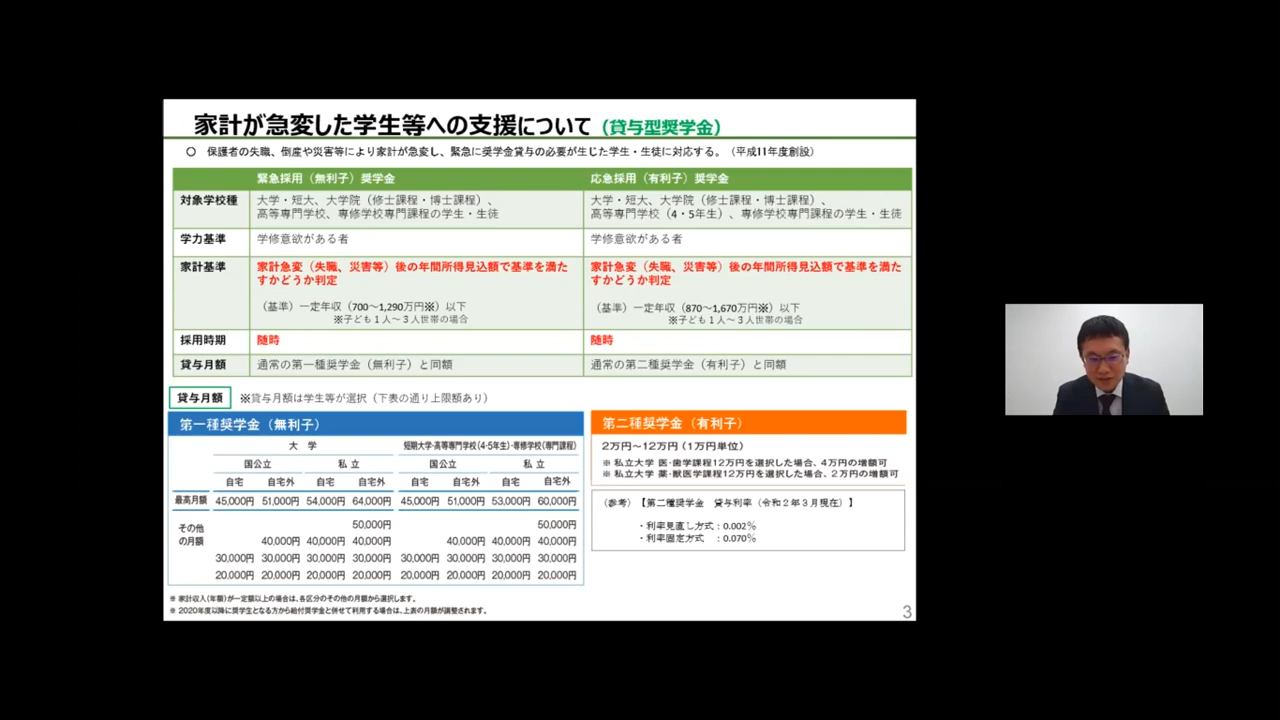 家計が急変した学生等への支援について (貸与型奨学金)
○ 保護者の失職、倒産や災害等により家計が急変し、緊急に奨学金貸与の必要が生じた学生・生徒に対応する。（平成11年度創設）
緊急採用（無利子）奨学金 応急採用（有利子）奨学金
対象学校種
大学・短大、大学院（修士課程・博士課程）、
高等専門学校、専修学校専門課程の学生・生徒
大学・短大、大学院（修士課程・博士課程）、
高等専門学校（4・5年生）、専修学校専門課程の学生・生徒
学力基準 学修意欲がある者 学修意欲がある者
家計基準
家計急変（失職、災害等）後の年間所得見込額で基準を満た
すかどうか判定
（基準）一定年収（700～1,290万円※）以下
※子ども１人～３人世帯の場合
家計急変（失職、災害等）後の年間所得見込額で基準を満た
すかどうか判定
（基準）一定年収（870～1,670万円※）以下
※子ども１人～３人世帯の場合
採用時期 随時 随時
貸与月額 通常の第一種奨学金（無利子）と同額 通常の第二種奨学金（有利子）と同額
貸与月額 ※貸与月額は学生等が選択（下表の通り上限額あり）
第一種奨学金（無利子）
大 学 短期大学・高等専門学校(4・5年生)・専修学校(専門課程)
国公立 私 立 国公立 私 立
自宅 自宅外 自宅 自宅外 自宅 自宅外 自宅 自宅外
最高月額 45,000円 51,000円 54,000円 64,000円 45,000円 51,000円 53,000円 60,000円
その他
の月額
50,000円 50,000円
40,000円 40,000円 40,000円 40,000円 40,000円 40,000円
30,000円 30,000円 30,000円 30,000円 30,000円 30,000円 30,000円 30,000円
20,000円 20,000円 20,000円 20,000円 20,000円 20,000円 20,000円 20,000円
第二種奨学金（有利子）
2万円～12万円（1万円単位）
※ 私立大学 医・歯学課程12万円を選択した場合、4万円の増額可
※ 私立大学 薬・獣医学課程12万円を選択した場合、2万円の増額可
（参考）【第二種奨学金 貸与利率（令和２年３月現在）】
・利率見直し方式：0.002％
・利率固定方式 ：0.070％
※ 家計収入(年額)が一定額以上の場合は、各区分のその他の月額から選択します。
※ 2020年度以降に奨学生となる方から給付奨学金と併せて利用する場合は、上表の月額が調整されます。
3